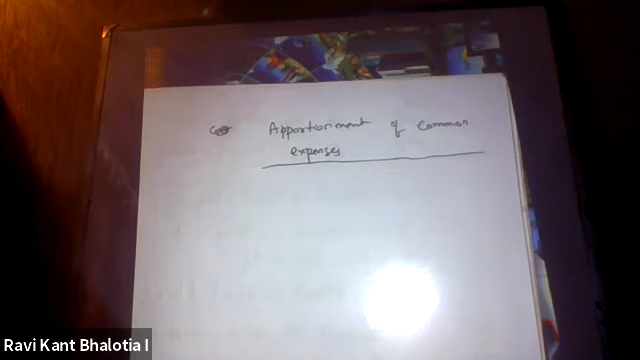 Apportionment of common
expenses
Ravi Kant Bhalotia I